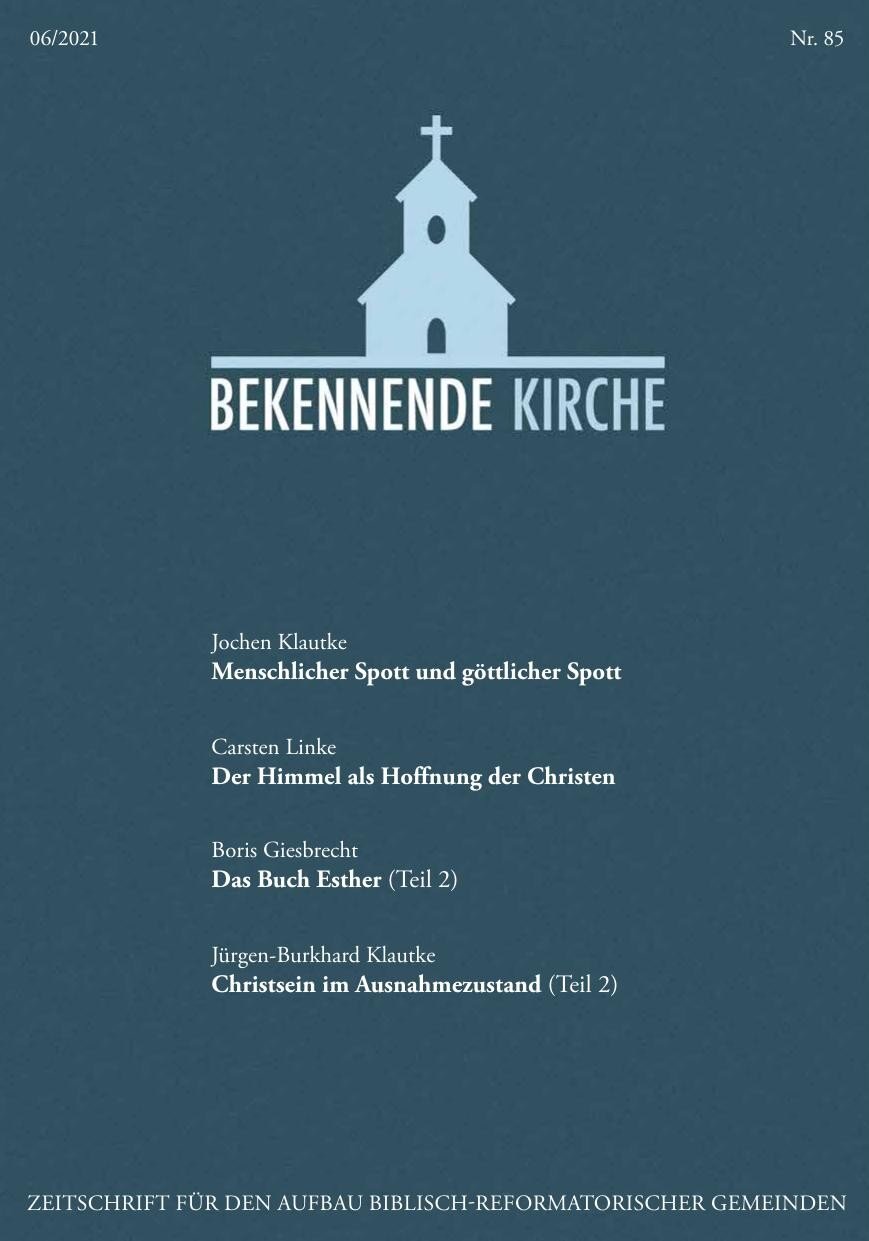 06/2021
Nr. 85
BEKENNENDE KIRCHE
Jochen Klautke
Menschlicher Spott und göttlicher Spott
Carsten Linke
Der Himmel als Hoffnung der Christen
Boris Giesbrecht
Das Buch Esther (Teil 2)
Jürgen-Burkhard Klautke
Christsein im Ausnahmezustand (Teil 2)
ZEITSCHRIFT FÜR DEN AUFBAU BIBLISCH-REFORMATORISCHER GEMEINDEN